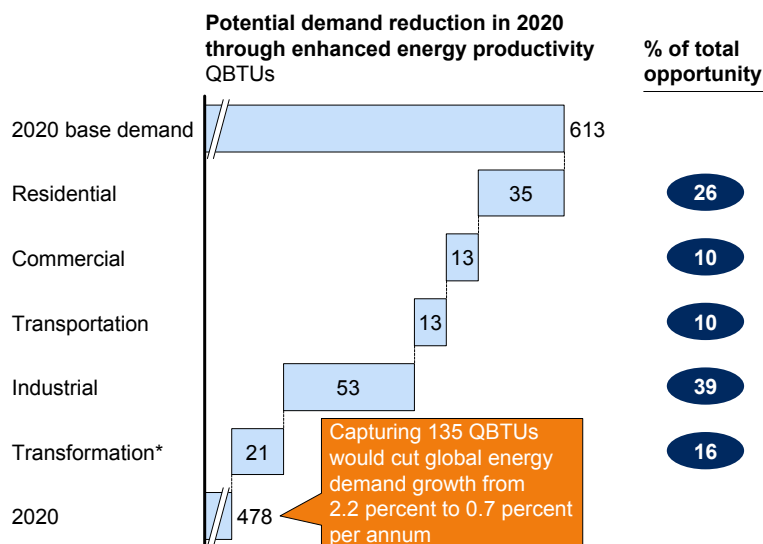 Potential demand reduction in 2020
through enhanced energy productivity
QBTUs
% of total
opportunity
2020 base demand
613
Residential
35
26
Commercial
13
10
Transportation
13
10
Industrial
53
39
Transformation*
21
16
2020
478
Capturing 135 QBTUs
would cut global energy
demand growth from
2.2 percent to 0.7 percent
per annum